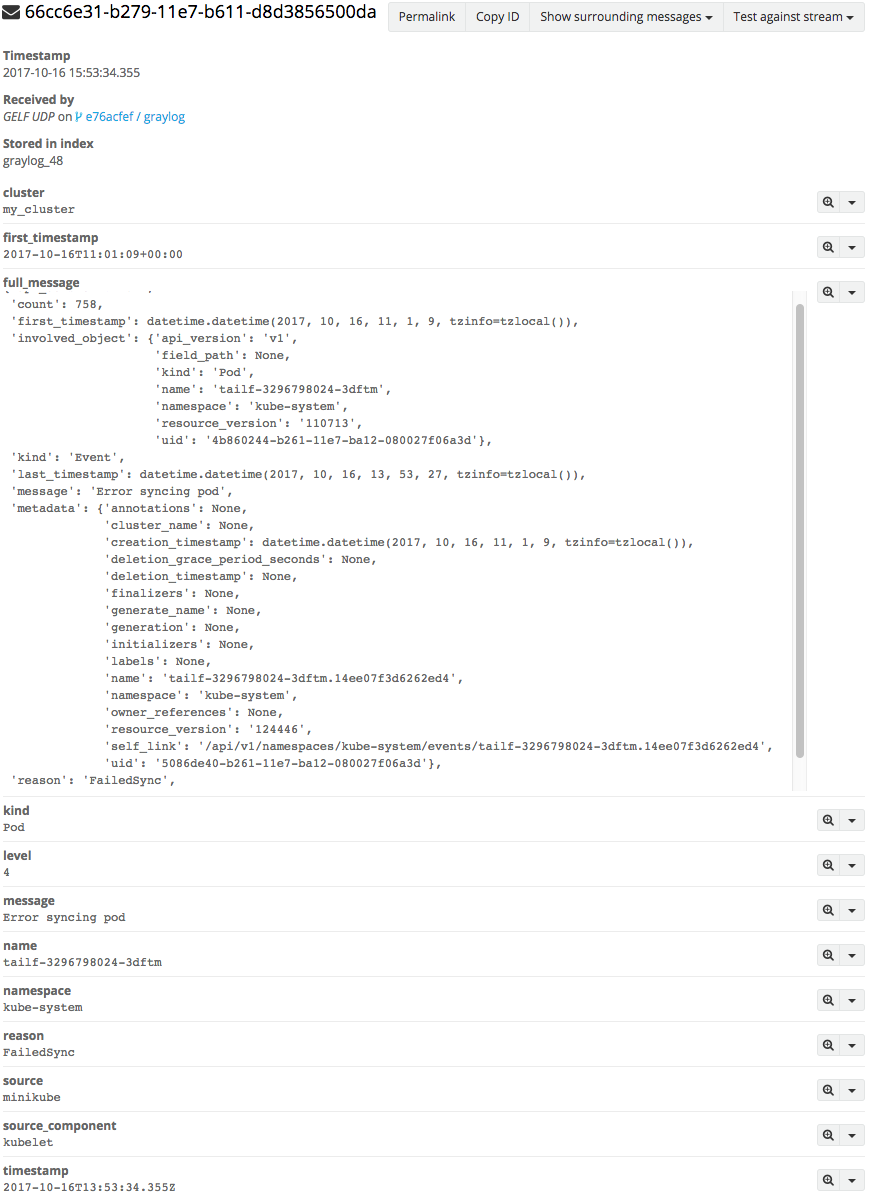 66cc6e31-b279-11e7-b611-d8d3856500da
Permalink Copy ID Show surrounding messages Test against stream
Timestamp
2017-10-16 15:53:34.355
Received by
GELF UDP on e76acfef / graylog
Stored in index
graylog_48
cluster
my_cluster
first_timestamp
2017-10-16T11:01:09+00:00
full_message
'count': 758,
'first_timestamp': datetime.datetime(2017, 10, 16, 11, 1, 9, tzinfo=tzlocal()),
'involved_object': {'api_version': 'v1',
'field_path': None,
'kind': 'Pod',
'name': 'tailf-3296798024-3dftm',
'namespace': 'kube-system',
'resource_version': '110713',
'uid': '4b860244-b261-11e7-ba12-080027f06a3d'},
'kind': 'Event',
'last_timestamp': datetime.datetime(2017, 10, 16, 13, 53, 27, tzinfo=tzlocal()),
'message': 'Error syncing pod',
'metadata': {'annotations': None,
'cluster_name': None,
'creation_timestamp': datetime.datetime(2017, 10, 16, 11, 1, 9, tzinfo=tzlocal()),
'deletion_grace_period_seconds': None,
'deletion_timestamp': None,
'finalizers': None,
'generate_name': None,
'generation': None,
'initializers': None,
'labels': None,
'name': 'tailf-3296798024-3dftm.14ee07f3d6262ed4',
'namespace': 'kube-system',
'owner_references': None,
'resource_version': '124446',
'self_link': '/api/v1/namespaces/kube-system/events/tailf-3296798024-3dftm.14ee07f3d6262ed4',
'uid': '5086de40-b261-11e7-ba12-080027f06a3d'},
'reason': 'FailedSync',
kind
Pod
level
4
message
Error syncing pod
name
tailf-3296798024-3dftm
namespace
kube-system
reason
FailedSync
source
minikube
source_component
kubelet
timestamp
2017-10-16T13:53:34.355Z